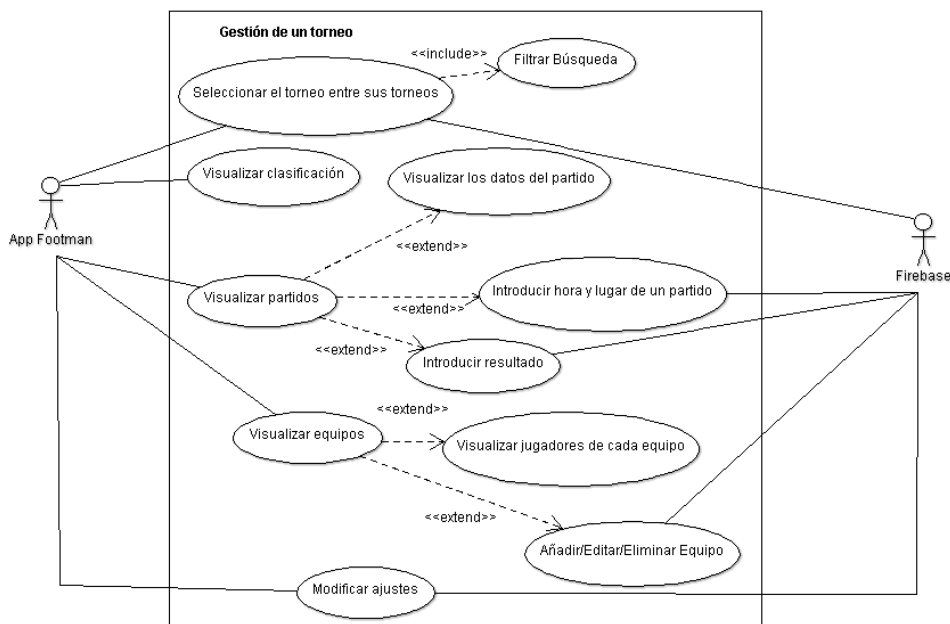 Gestión de un torneo
<<include>>
Filtrar Búsqueda
Seleccionar el torneo entre sus torneos
Visualizar clasificación
Visualizar los datos del partido
App Footman
<<extend>>
Firebase
Visualizar partidos
Introducir hora y lugar de un partido
<<extend>>
<<extend>>
Introducir resultado
<<extend>>
Visualizar equipos
Visualizar jugadores de cada equipo
<<extend>>
Añadir/Editar/Eliminar Equipo
Modificar ajustes